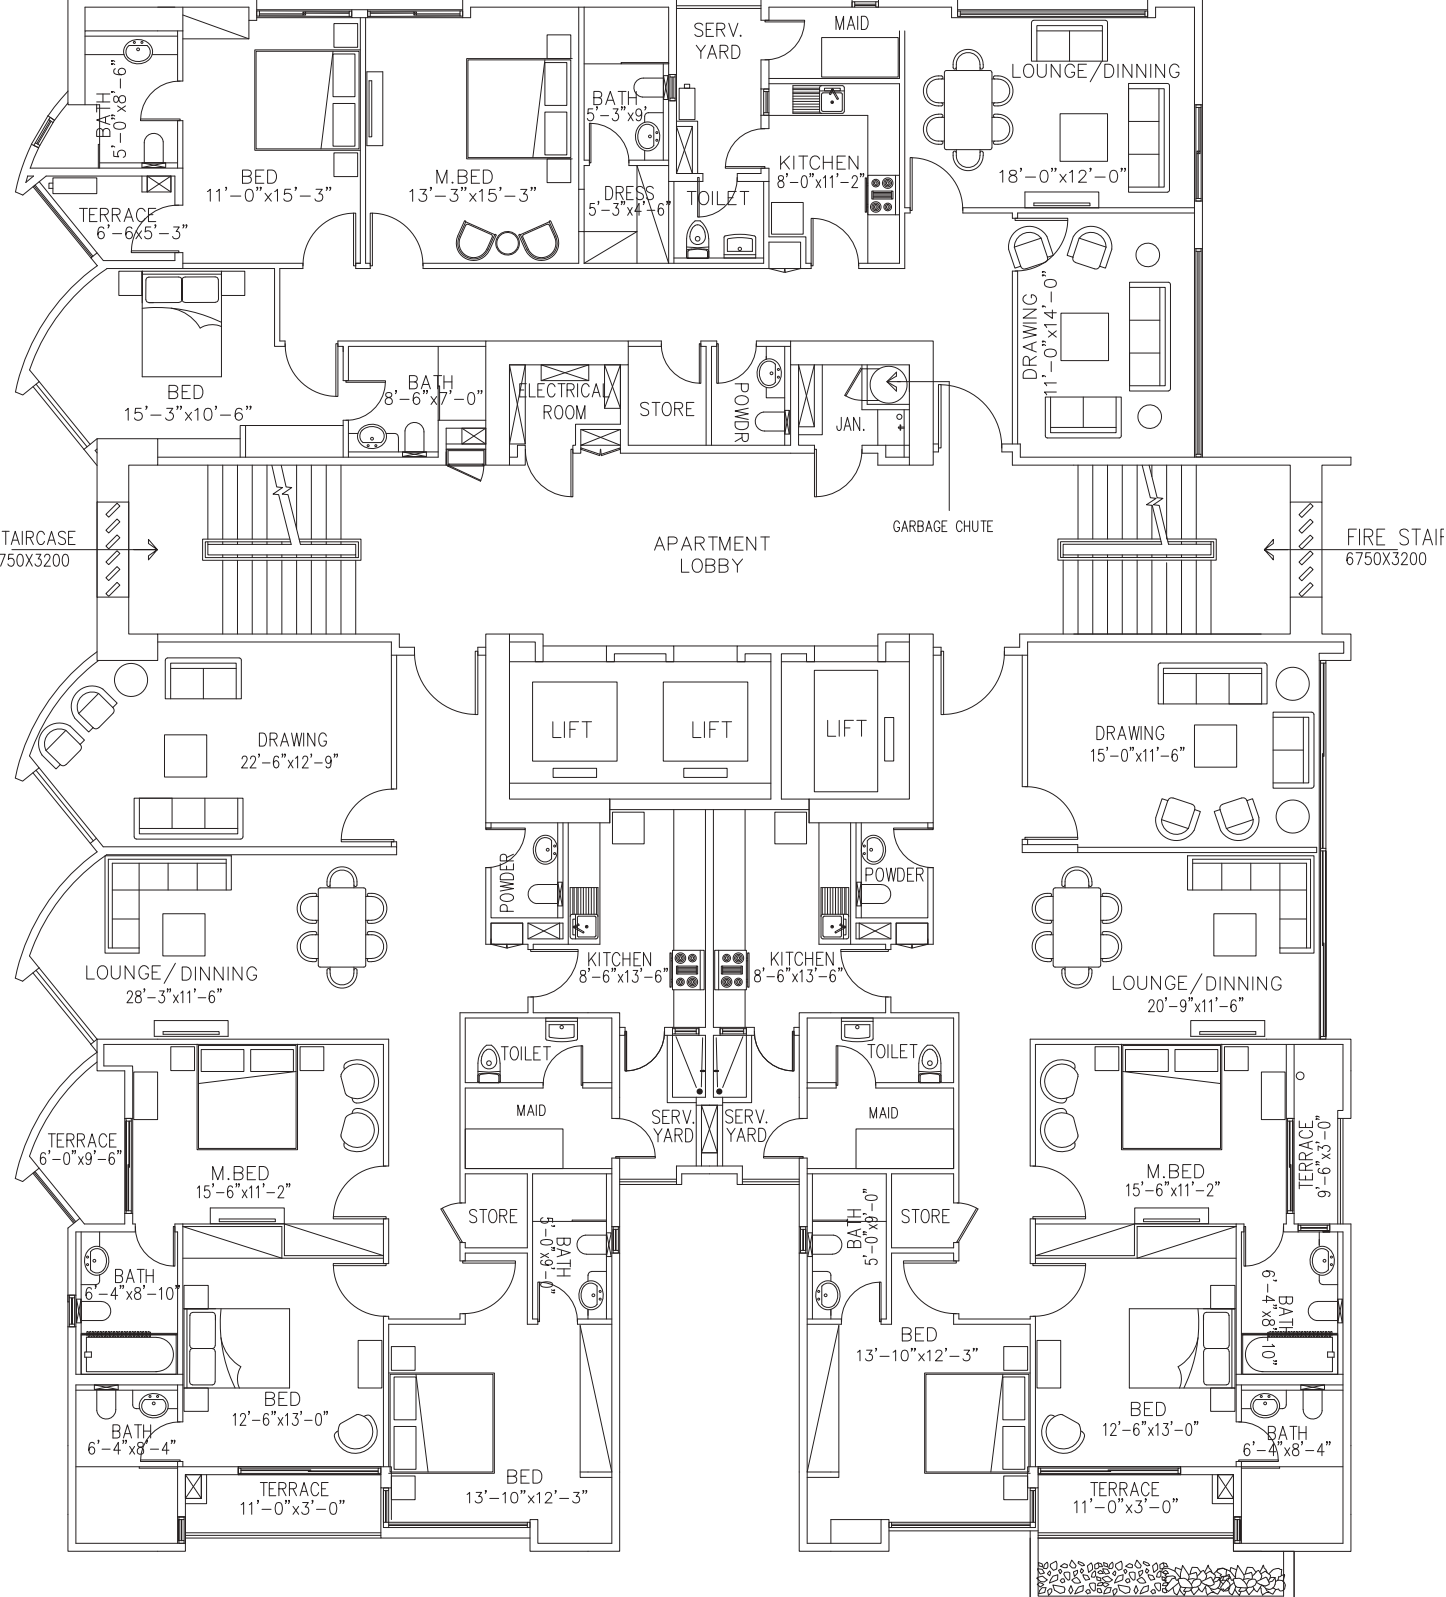 SERV.
YARD
MAID
LOUNGE/DINNING
18'-0"x12'-0"
BATH
5'-0"x8'-6"
BED
11'-0"x15'-3"
M.BED
13'-3"x15'-3"
BATH
5'-3"x9'
DRESS
5'-3"x4'-6"
TOILET
KITCHEN
8'-0"x11'-2"
TERRACE
6'-6x5'-3"
DRAWING
11'-0"x14'-0"
BED
15'-3"x10'-6"
BATH
8'-6"x7'-0"
ELECTRICAL
ROOM
STORE
POWDR
JAN.
GARBAGE CHUTE
TAIRCASE
750X3200
APARTMENT
LOBBY
FIRE STAI
6750X3200
DRAWING
22'-6"x12'-9"
LIFT
LIFT
LIFT
DRAWING
15'-0"x11'-6"
POWDER
POWDER
LOUNGE/DINNING
28'-3"x11'-6"
KITCHEN
8'-6"x13'-6"
KITCHEN
8'-6"x13'-6"
LOUNGE/DINNING
20'-9"x11'-6"
TOILET
TOILET
MAID
SERV.
YARD
SERV.
YARD
MAID
TERRACE
6'-0"x9'-6"
M.BED
15'-6"x11'-2"
M.BED
15'-6"x11'-2"
TERRACE
9'-6"x3'-0"
STORE
BATH
5'-0"x9'-0"
BATH
5'-0"x9'-0"
STORE
BATH
6'-4"x8'-10"
BATH
6'-4"x8'-10"
BED
12'-6"x13'-0"
BED
13'-10"x12'-3"
BED
12'-6"x13'-0"
BATH
6'-4"x8'-4"
BATH
6'-4"x8'-4"
BED
13'-10"x12'-3"
TERRACE
11'-0"x3'-0"
TERRACE
11'-0"x3'-0"